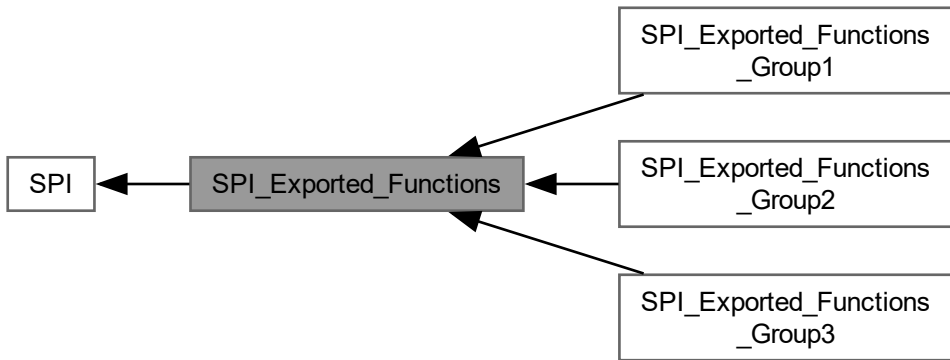 SPI
SPI_Exported_Functions
SPI_Exported_Functions
_Group1
SPI_Exported_Functions
_Group2
SPI_Exported_Functions
_Group3